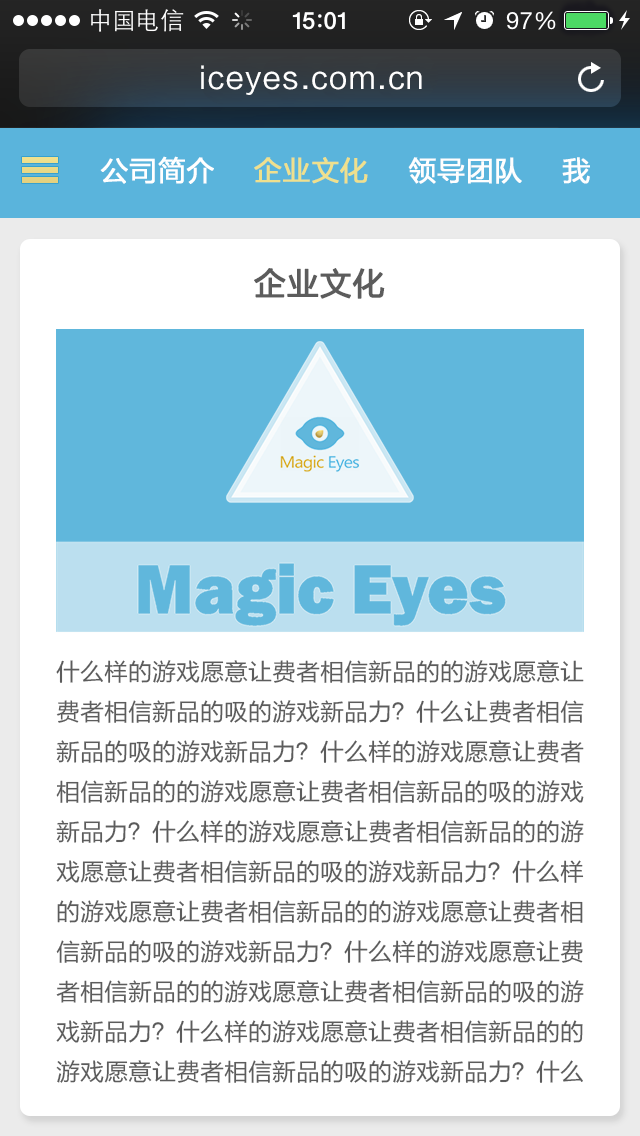 中国电信 15:01 97%
iceyes.com.cn
公司简介 企业文化 领导团队 我
企业文化
Magic Eyes
Magic Eyes
什么样的游戏愿意让费者相信新品的的游戏愿意让
费者相信新品的吸的游戏新品力？什么让费者相信
新品的吸的游戏新品力？什么样的游戏愿意让费者
相信新品的的游戏愿意让费者相信新品的吸的游戏
新品力？什么样的游戏愿意让费者相信新品的的游
戏愿意让费者相信新品的吸的游戏新品力？什么样
的游戏愿意让费者相信新品的的游戏愿意让费者相
信新品的吸的游戏新品力？什么样的游戏愿意让费
者相信新品的的游戏愿意让费者相信新品的吸的游
戏新品力？什么样的游戏愿意让费者相信新品的的
游戏愿意让费者相信新品的吸的游戏新品力？什么